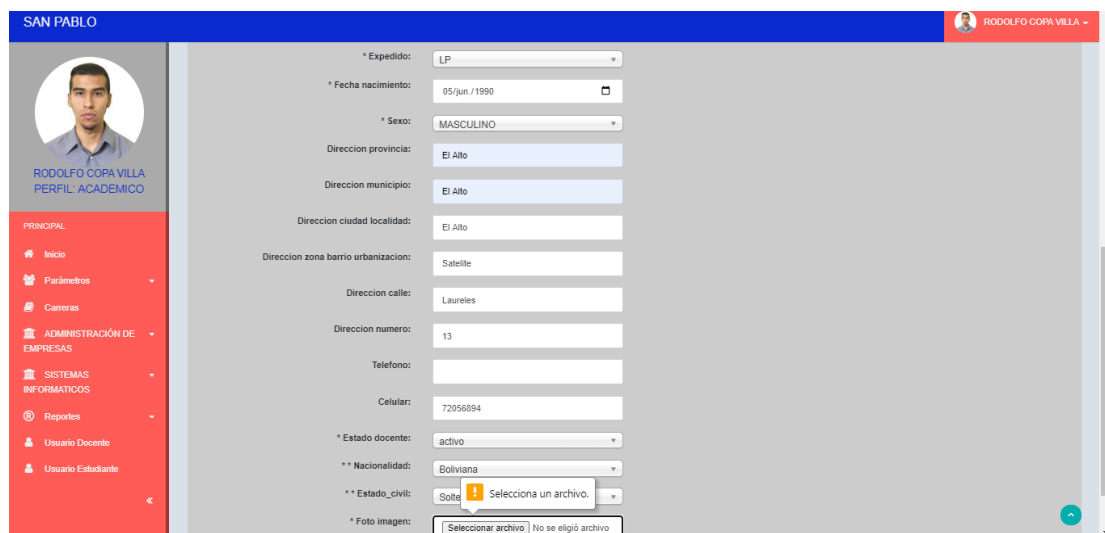 SAN PABLO
RODOLFO COPA VILLA
RODOLFO COPA VILLA
PERFIL: ACADEMICO
PRINCIPAL
Inicio
Parámetros
Carreras
ADMINISTRACIÓN DE
EMPRESAS
SISTEMAS
INFORMATICOS
® Reportes
Usuario Docente
Usuario Estudiante
«
* Expedido: LP
* Fecha nacimiento: 05/jun./1990
* Sexo: MASCULINO
Direccion provincia: El Alto
Direccion municipio: El Alto
Direccion ciudad localidad: El Alto
Direccion zona barrio urbanizacion: Satelite
Direccion calle: Laureles
Direccion numero: 13
Telefono:
Celular: 72056894
* Estado docente: activo
* * Nacionalidad: Boliviana
* * Estado_civil: Solte
! Selecciona un archivo.
* Foto imagen: Seleccionar archivo No se eligió archivo